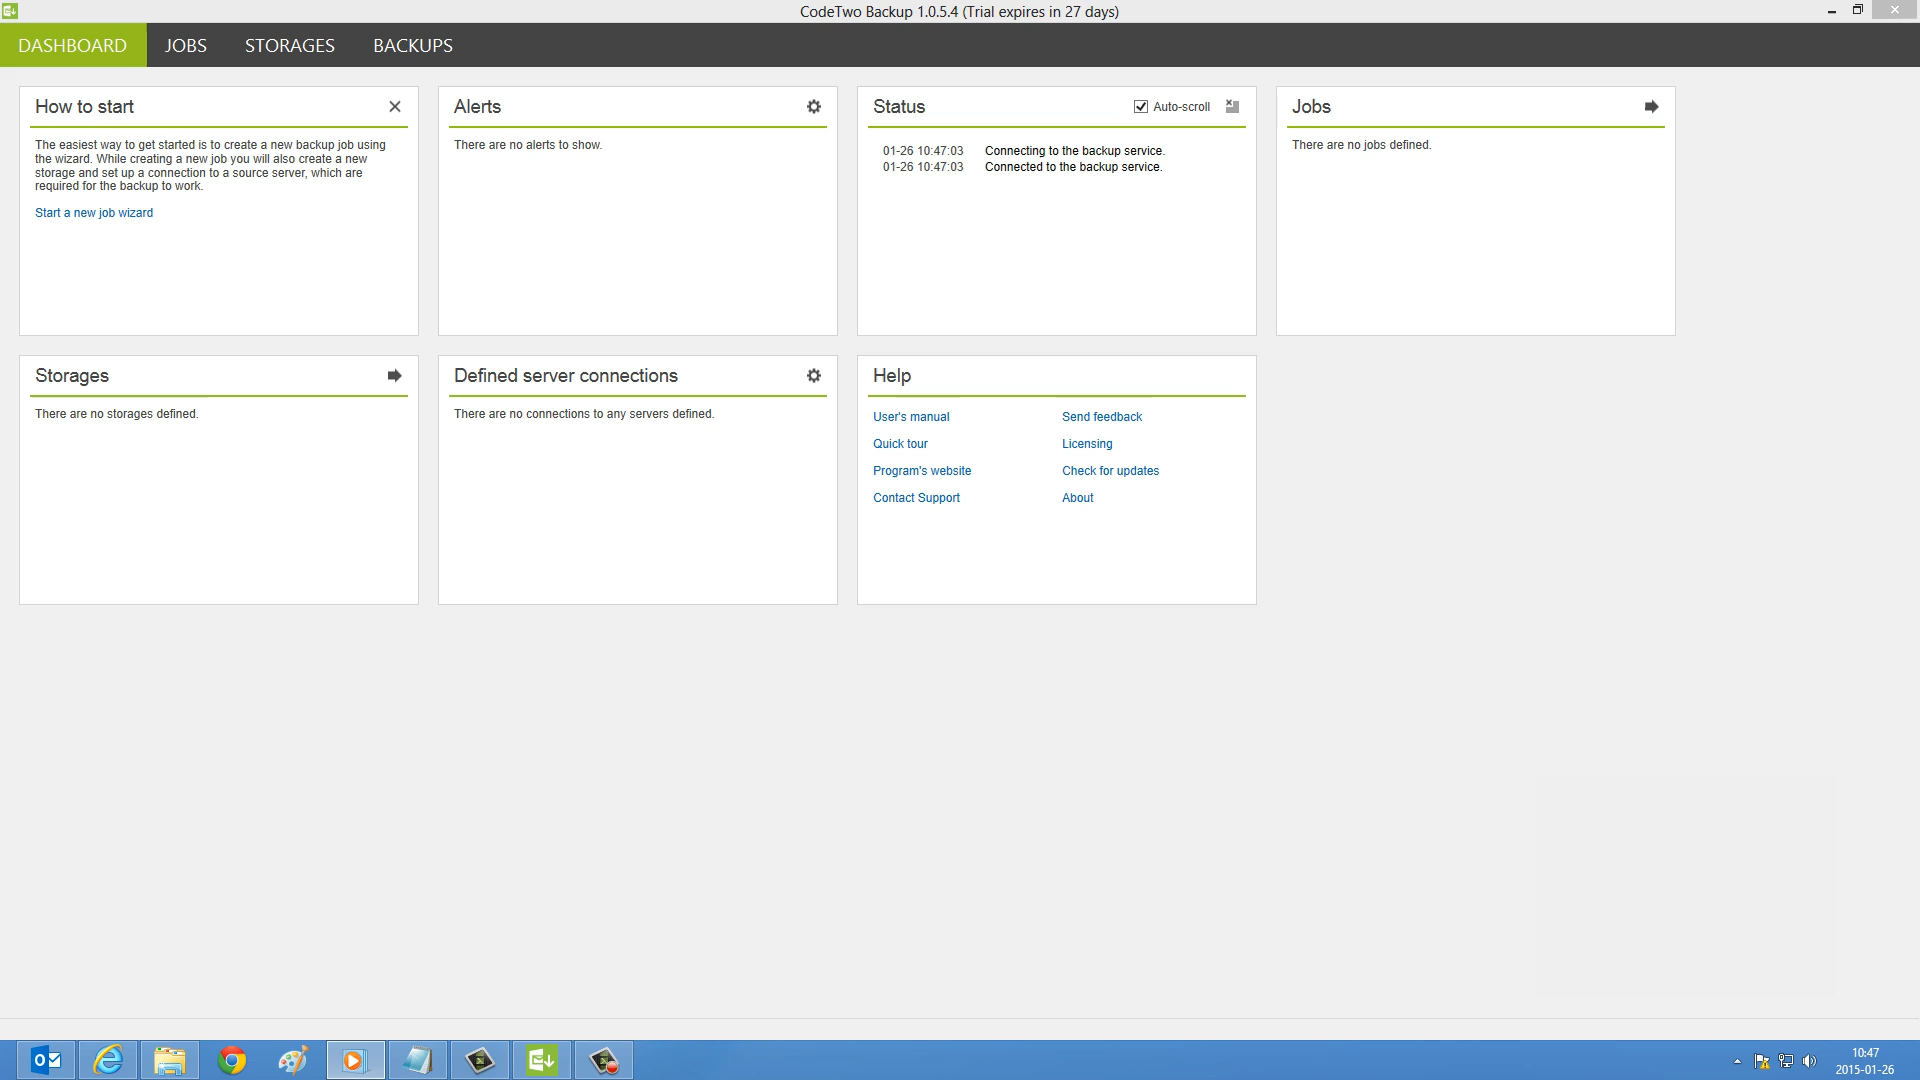 CodeTwo Backup 1.0.5.4 (Trial expires in 27 days)
DASHBOARD JOBS STORAGES BACKUPS
How to start
The easiest way to get started is to create a new backup job using
the wizard. While creating a new job you will also create a new
storage and set up a connection to a source server, which are
required for the backup to work.
Start a new job wizard
Alerts
There are no alerts to show.
Status Auto-scroll
01-26 10:47:03 Connecting to the backup service.
01-26 10:47:03 Connected to the backup service.
Jobs
There are no jobs defined.
Storages
There are no storages defined.
Defined server connections
There are no connections to any servers defined.
Help
User's manual Send feedback
Quick tour Licensing
Program's website Check for updates
Contact Support About
10:47
2015-01-26